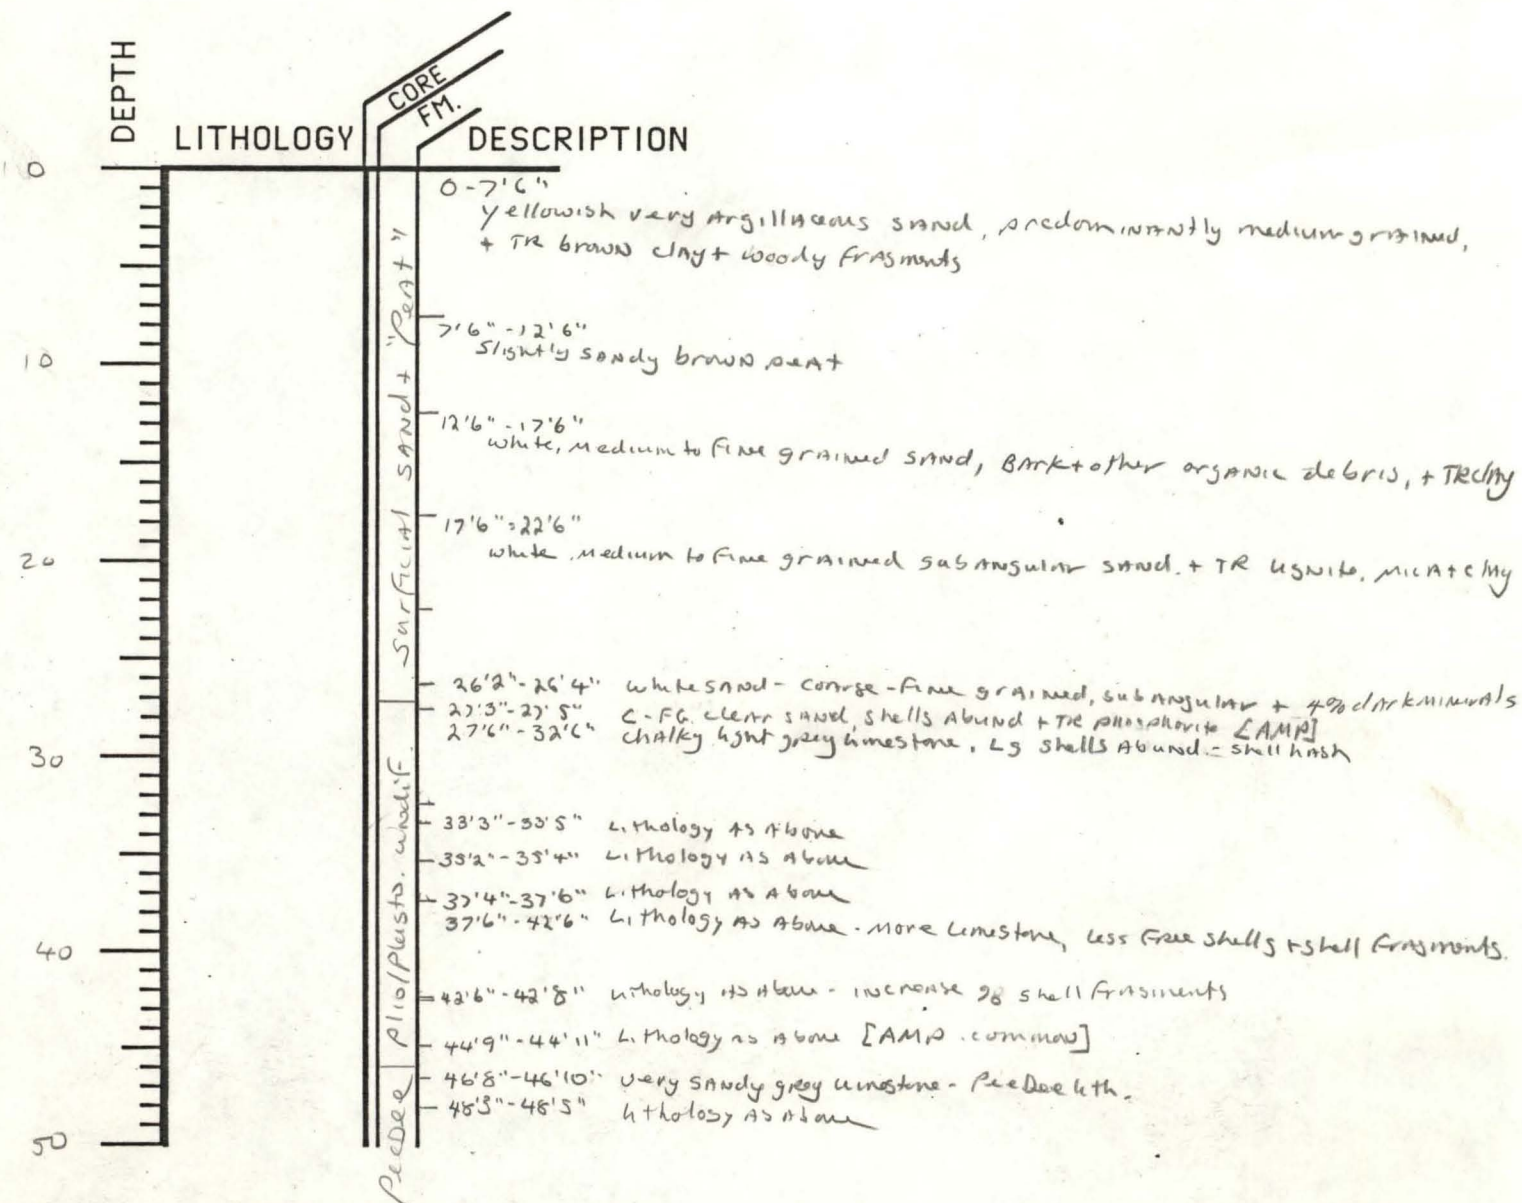 DEPTH
LITHOLOGY
CORE
FM.
DESCRIPTION
0
10
20
30
40
50
Surficial sand + "Peat"
Plio/Pleisto. undif
PeeDee
0-7'6"
yellowish very Argillaceous sand, predominantly medium grained,
+ TR brown clay + woody fragments
7'6"-12'6"
Slightly sandy brown peat
12'6"-17'6"
white, medium to fine grained sand, Bark + other organic debris, + TR clay
17'6"-22'6"
white medium to fine grained subangular sand. + TR lignite, mica + clay
26'2"-26'4" white sand - coarse-fine grained, subangular + 4% dark minerals
27'3"-27'5" C-FG. clear sand, shells Abund + TR phosphorite [AMP]
27'6"-32'6" chalky light grey limestone, Lg shells Abund. - shell hash
33'3"-33'5" Lithology As Above
35'2"-35'4" Lithology As Above
37'4"-37'6" Lithology As Above
37'6"-42'6" Lithology As Above - more limestone, less free shells + shell fragments.
42'6"-42'8" lithology As Above - increase % shell fragments
44'9"-44'11" Lithology as Above [AMP. common]
46'8"-46'10" very sandy grey limestone - PeeDee lith.
48'3"-48'5" lithology As Above